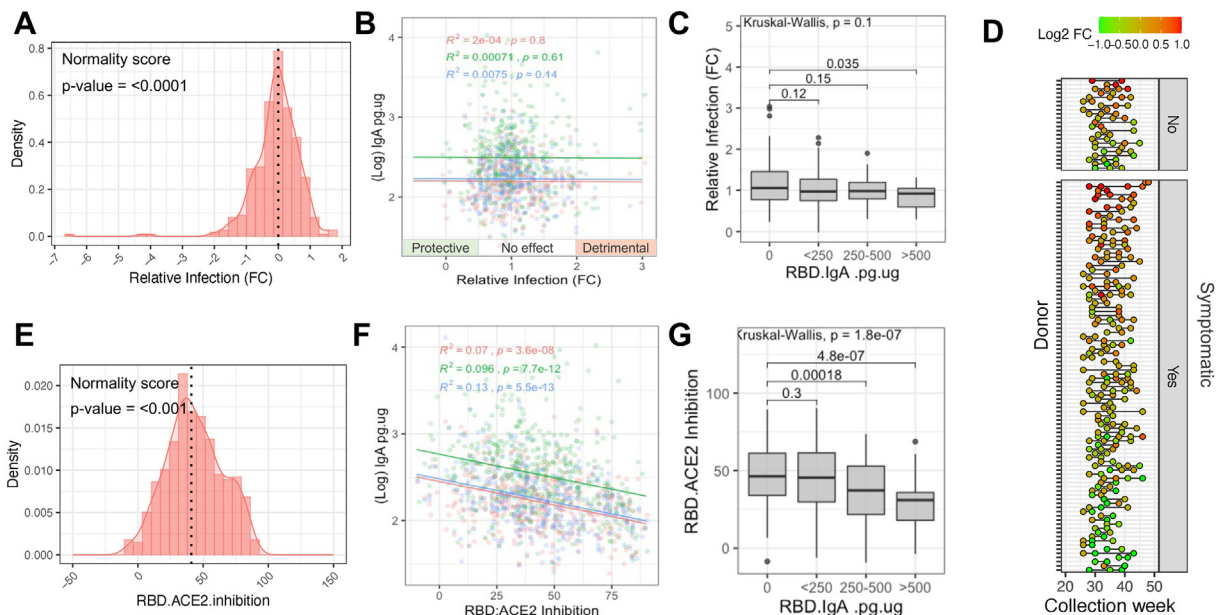 A
Normality score
p-value = <0.0001
Density
0.8
0.6
0.4
0.2
0.0
-7
-6
-5
-4
-3
-2
-1
0
1
2
Relative Infection (FC)
B
R² = 2e-04 , p = 0.8
R² = 0.00071 , p = 0.61
R² = 0.0075 , p = 0.14
(Log) IgA pg.ug
4
3
2
Protective
No effect
Detrimental
0
1
2
3
Relative Infection (FC)
C
Kruskal-Wallis, p = 0.1
0.035
0.15
0.12
Relative Infection (FC)
5
4
3
2
1
0
0
<250
250-500
>500
RBD.IgA .pg.ug
D
Log2 FC
-1.0-0.50.0 0.5 1.0
No
Yes
Symptomatic
Donor
20
30
40
50
Collection week
E
Normality score
p-value = <0.001
Density
0.020
0.015
0.010
0.005
0.000
-50
0
50
100
150
RBD.ACE2.inhibition
F
R² = 0.07 , p = 3.6e-08
R² = 0.096 , p = 7.7e-12
R² = 0.13 , p = 5.5e-13
(Log) IgA pg.ug
4
3
2
0
25
50
75
RBD:ACE2 Inhibition
G
Kruskal-Wallis, p = 1.8e-07
4.8e-07
0.00018
0.3
RBD.ACE2 Inhibition
100
50
0
0
<250
250-500
>500
RBD.IgA .pg.ug